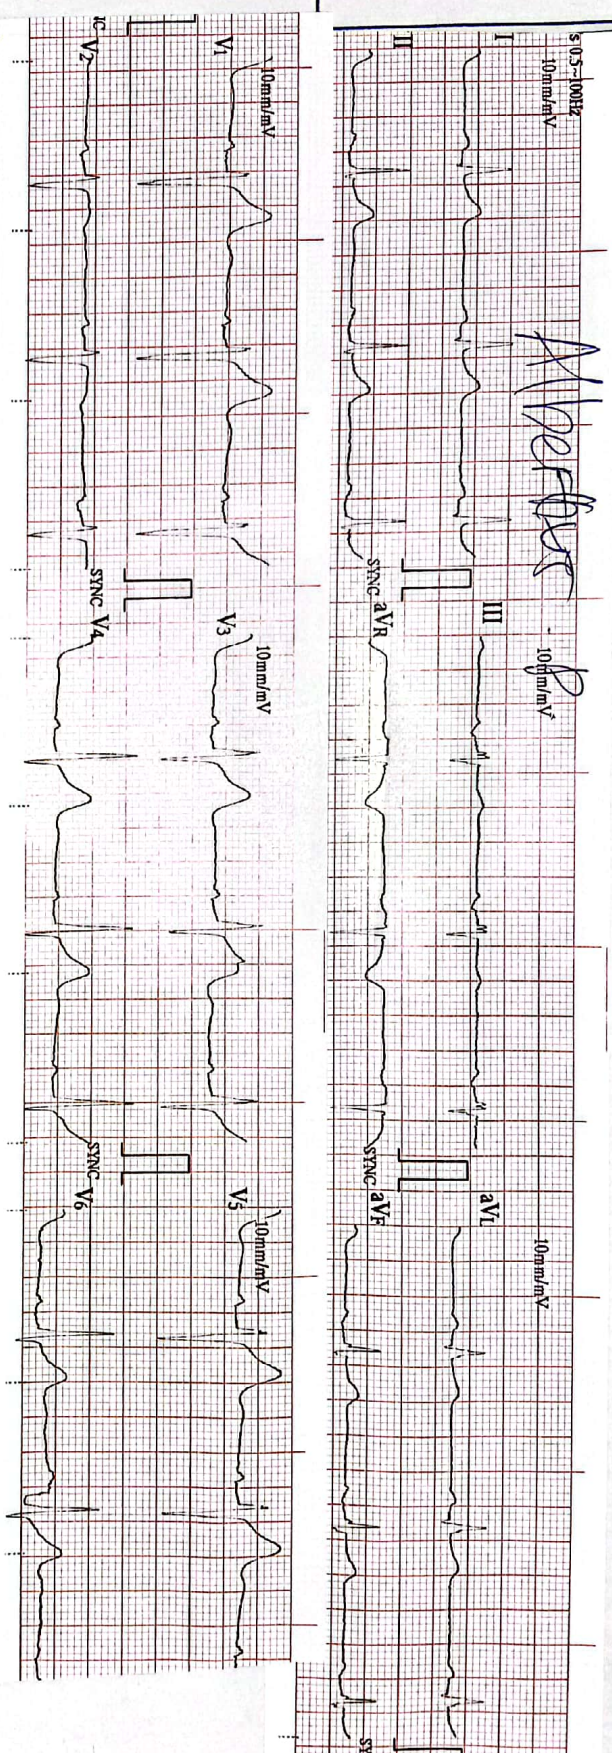 s 0.5~100Hz
10mm/mV
10mm/mV
10mm/mV
I
III
aVL
II
SYNC aVR
SYNC aVF
10mm/mV
10mm/mV
10mm/mV
V1
V3
V5
V2
SYNC V4
SYNC V6